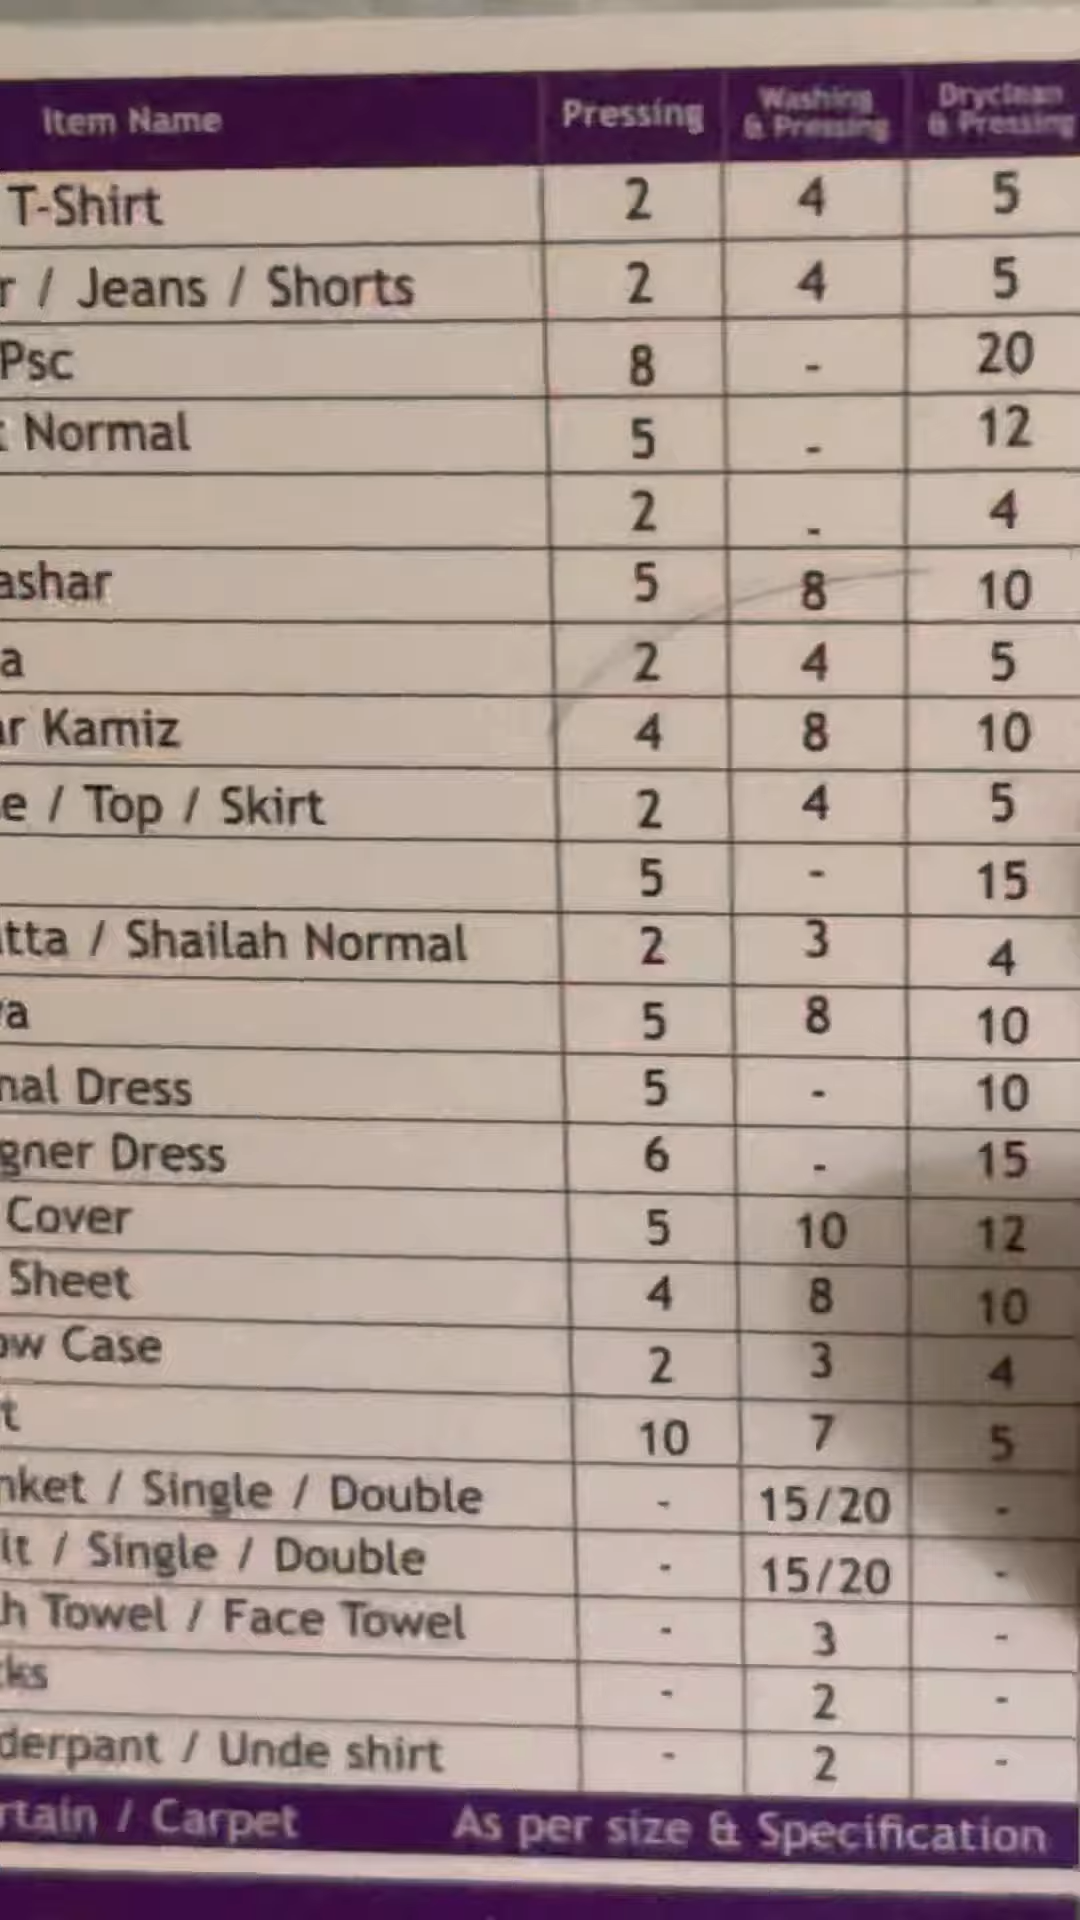 Item Name Pressing Washing & Pressing Dryclean & Pressing
T-Shirt 2 4 5
r / Jeans / Shorts 2 4 5
Psc 8 - 20
t Normal 5 - 12
2 - 4
ashar 5 8 10
a 2 4 5
ar Kamiz 4 8 10
e / Top / Skirt 2 4 5
5 - 15
tta / Shailah Normal 2 3 4
ya 5 8 10
nal Dress 5 - 10
gner Dress 6 - 15
Cover 5 10 12
Sheet 4 8 10
ow Case 2 3 4
t 10 7 5
nket / Single / Double - 15/20 -
lt / Single / Double - 15/20 -
h Towel / Face Towel - 3 -
cks - 2 -
derpant / Unde shirt - 2 -
rtain / Carpet As per size & Specification